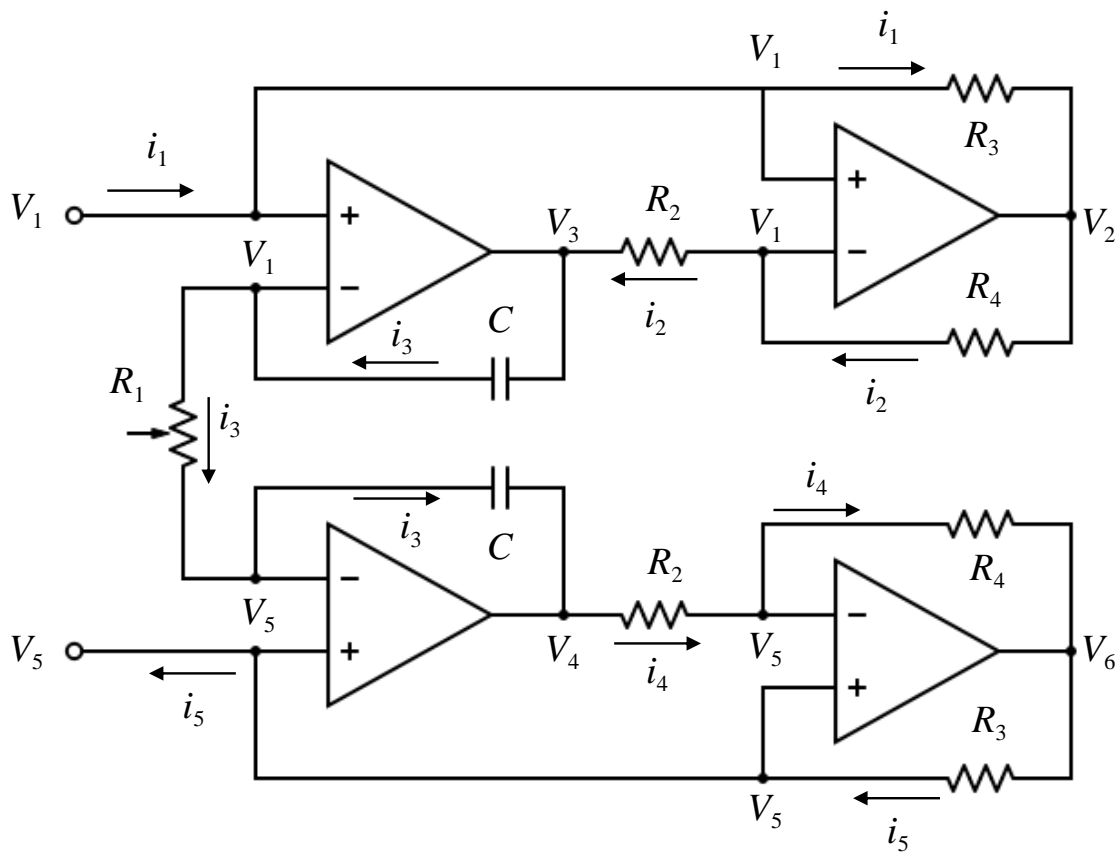 V₁ i₁
R₃
i₁
V₁
+
−
V₁
+
−
V₃
R₂
V₁
V₂
i₂
R₄
C
i₃
i₂
R₁
i₃
i₃
C
i₄
R₂
R₄
−
+
V₅
V₅
V₄
i₄
V₅
−
+
V₆
i₅
R₃
V₅
i₅